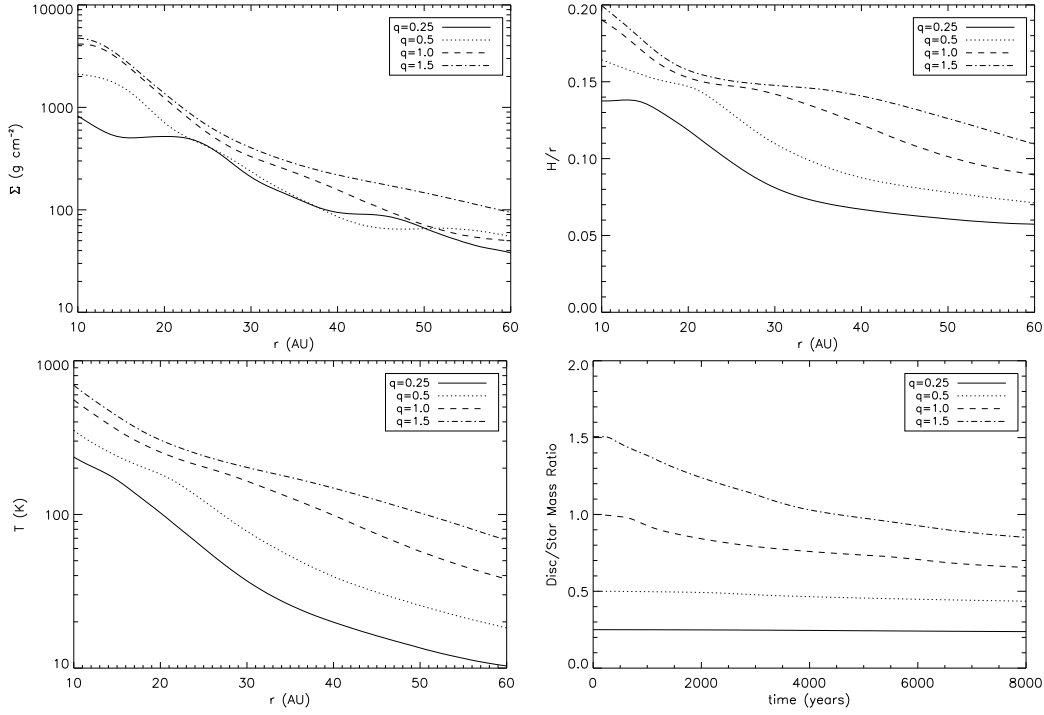 10000
1000
100
10
Σ (g cm⁻²)
10 20 30 40 50 60
r (AU)
q=0.25
q=0.5
q=1.0
q=1.5
0.20
0.15
0.10
0.05
0.00
H/r
10 20 30 40 50 60
r (AU)
q=0.25
q=0.5
q=1.0
q=1.5
1000
100
10
T (K)
10 20 30 40 50 60
r (AU)
q=0.25
q=0.5
q=1.0
q=1.5
2.0
1.5
1.0
0.5
0.0
Disc/Star Mass Ratio
0 2000 4000 6000 8000
time (years)
q=0.25
q=0.5
q=1.0
q=1.5